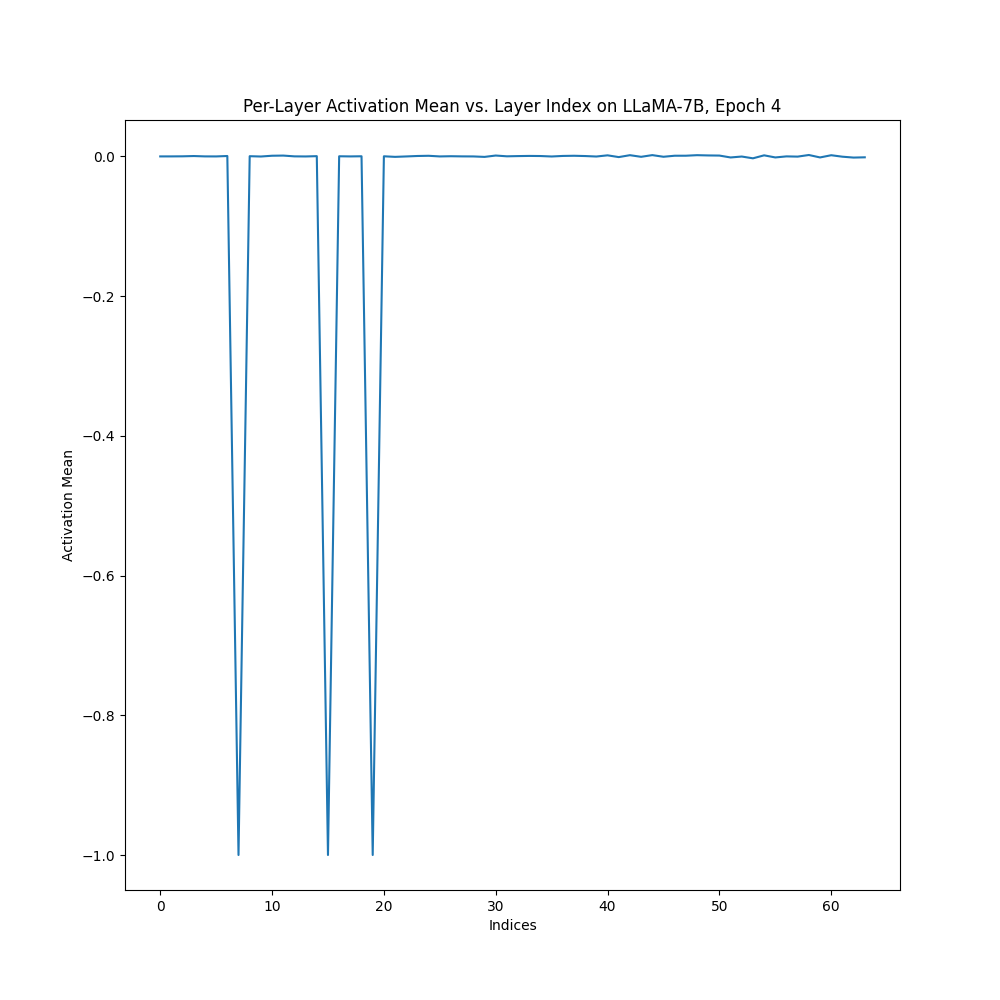 Per-Layer Activation Mean vs. Layer Index on LLaMA-7B, Epoch 4
0.0
−0.2
−0.4
−0.6
−0.8
−1.0
Activation Mean
0 10 20 30 40 50 60
Indices